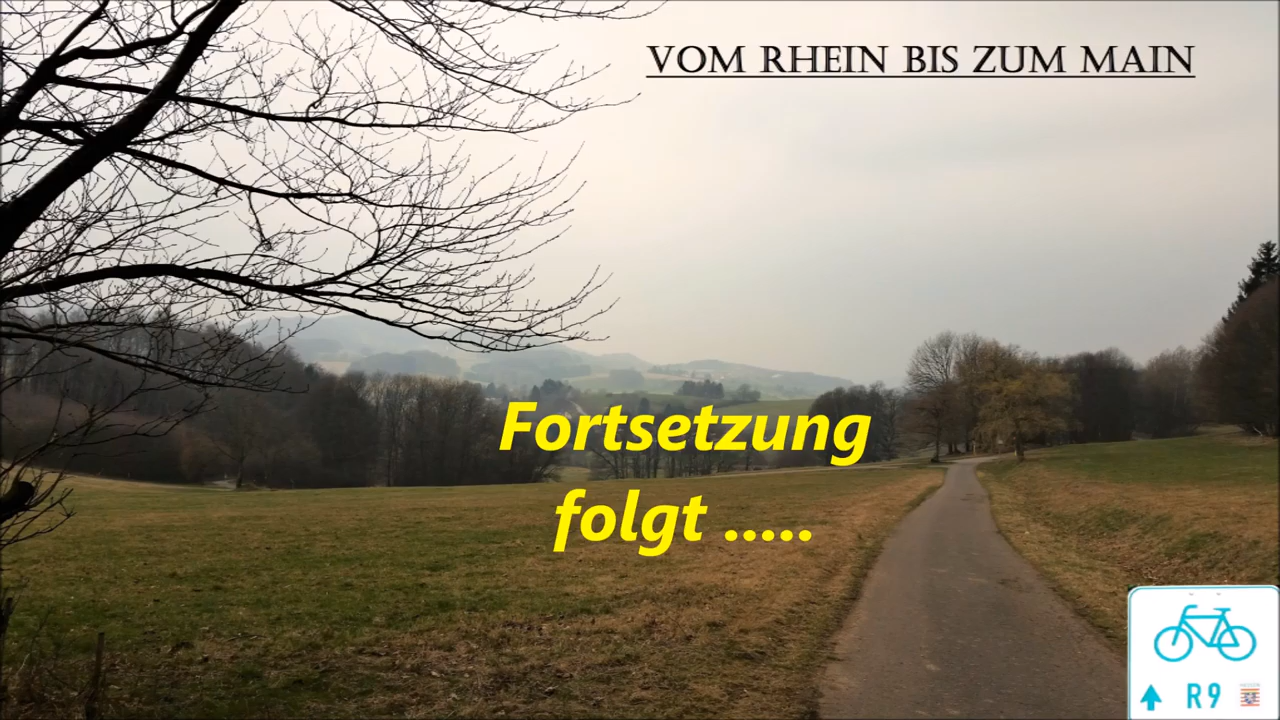 VOM RHEIN BIS ZUM MAIN
Fortsetzung
folgt .....
R9